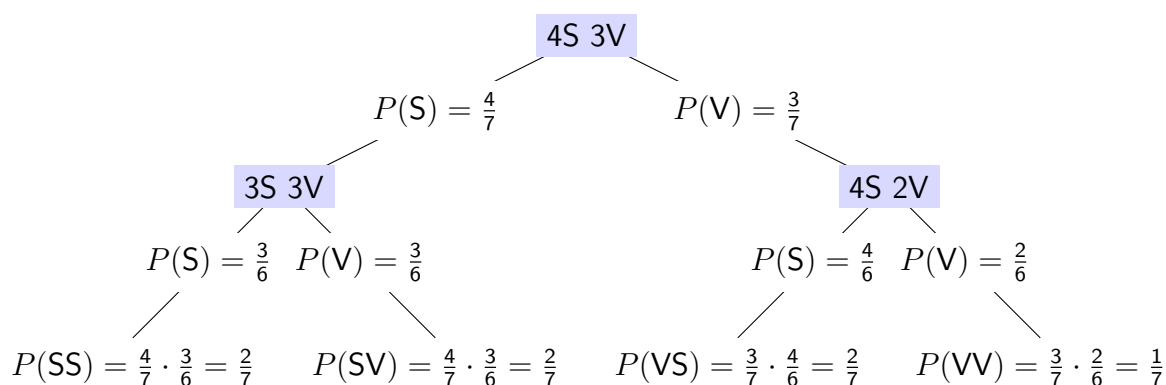 4S 3V
P(S) = 4/7 P(V) = 3/7
3S 3V 4S 2V
P(S) = 3/6 P(V) = 3/6 P(S) = 4/6 P(V) = 2/6
P(SS) = 4/7 · 3/6 = 2/7 P(SV) = 4/7 · 3/6 = 2/7 P(VS) = 3/7 · 4/6 = 2/7 P(VV) = 3/7 · 2/6 = 1/7